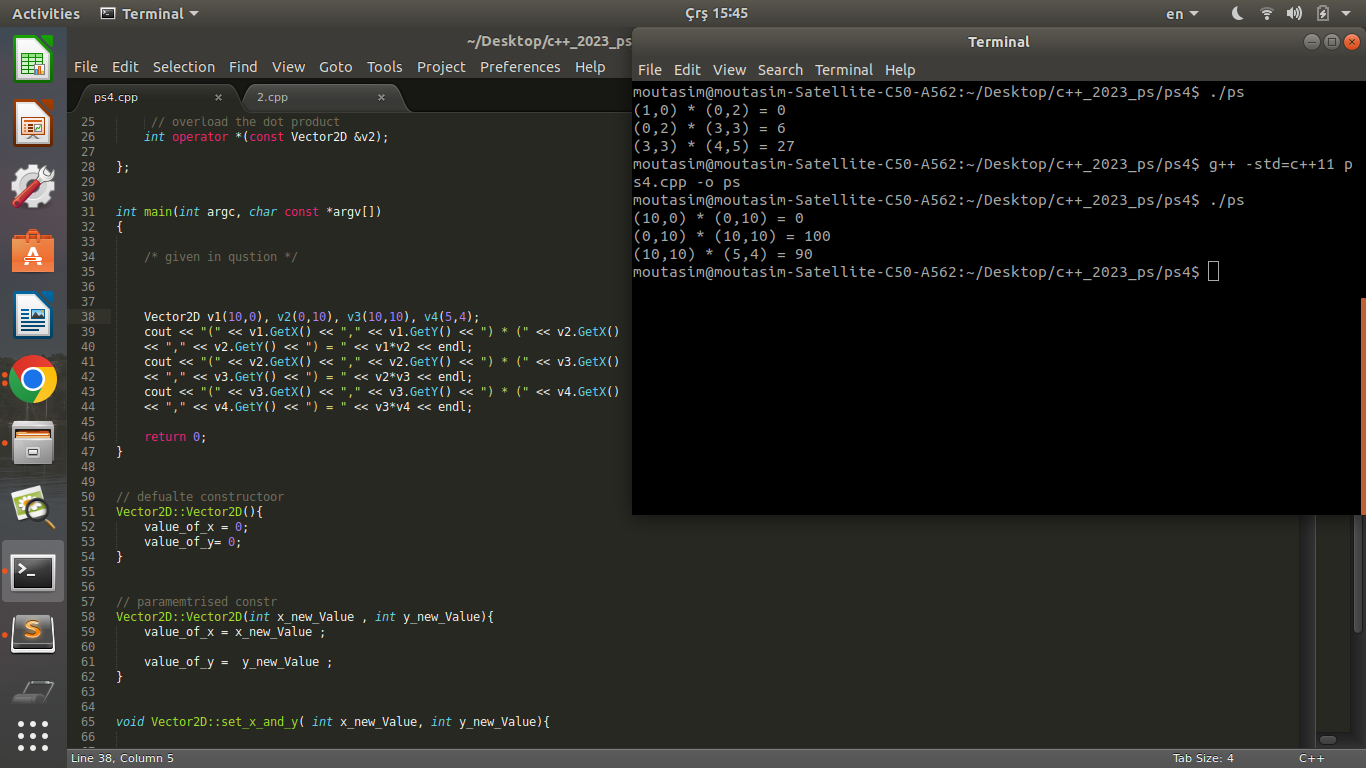 Activities
Terminal
Çrş 15:45
en
~/Desktop/c++_2023_ps
File Edit Selection Find View Goto Tools Project Preferences Help
ps4.cpp × 2.cpp ×
25 // overload the dot product
26 int operator *(const Vector2D &v2);
27
28 };
29
30
31 int main(int argc, char const *argv[])
32 {
33
34 /* given in qustion */
35
36
37
38 Vector2D v1(10,0), v2(0,10), v3(10,10), v4(5,4);
39 cout << "(" << v1.GetX() << "," << v1.GetY() << ") * (" << v2.GetX()
40 << "," << v2.GetY() << ") = " << v1*v2 << endl;
41 cout << "(" << v2.GetX() << "," << v2.GetY() << ") * (" << v3.GetX()
42 << "," << v3.GetY() << ") = " << v2*v3 << endl;
43 cout << "(" << v3.GetX() << "," << v3.GetY() << ") * (" << v4.GetX()
44 << "," << v4.GetY() << ") = " << v3*v4 << endl;
45
46 return 0;
47 }
48
49
50 // defualte constructoor
51 Vector2D::Vector2D(){
52 value_of_x = 0;
53 value_of_y= 0;
54 }
55
56
57 // paramemtrised constr
58 Vector2D::Vector2D(int x_new_Value , int y_new_Value){
59 value_of_x = x_new_Value ;
60
61 value_of_y =  y_new_Value ;
62 }
63
64
65 void Vector2D::set_x_and_y( int x_new_Value, int y_new_Value){
66
Line 38, Column 5
Tab Size: 4
C++
Terminal
File Edit View Search Terminal Help
moutasim@moutasim-Satellite-C50-A562:~/Desktop/c++_2023_ps/ps4$ ./ps
(1,0) * (0,2) = 0
(0,2) * (3,3) = 6
(3,3) * (4,5) = 27
moutasim@moutasim-Satellite-C50-A562:~/Desktop/c++_2023_ps/ps4$ g++ -std=c++11 p
s4.cpp -o ps
moutasim@moutasim-Satellite-C50-A562:~/Desktop/c++_2023_ps/ps4$ ./ps
(10,0) * (0,10) = 0
(0,10) * (10,10) = 100
(10,10) * (5,4) = 90
moutasim@moutasim-Satellite-C50-A562:~/Desktop/c++_2023_ps/ps4$